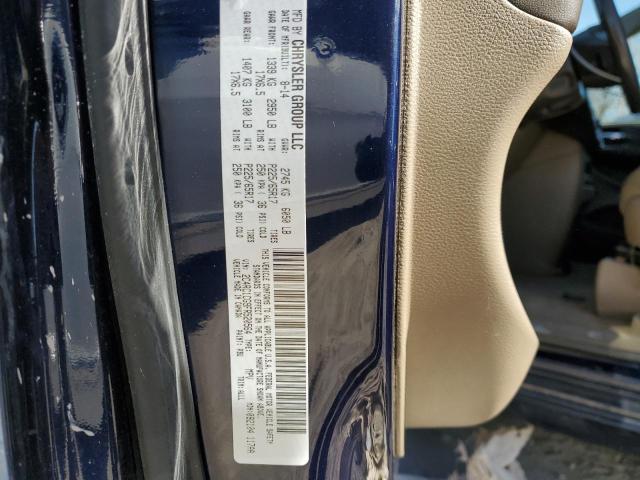 MFD BY CHRYSLER GROUP LLC
DATE OF MFR 8-14 GVWR: 2745 KG 6050 LB
GAWR FRONT: 1339 KG 2950 LB WITH P225/65R17 TIRES
17X6.5 RIMS AT 250 KPA ( 36 PSI) COLD
GAWR REAR: 1407 KG 3100 LB WITH P225/65R17 TIRES
17X6.5 RIMS AT 250 KPA ( 36 PSI) COLD
THIS VEHICLE CONFORMS TO ALL APPLICABLE U.S.A. FEDERAL MOTOR VEHICLE SAFETY
STANDARDS IN EFFECT ON THE DATE OF MANUFACTURE SHOWN ABOVE.
VIN: TYPE: MPV
VEHICLE MADE IN CANADA PAINT: TRIM: